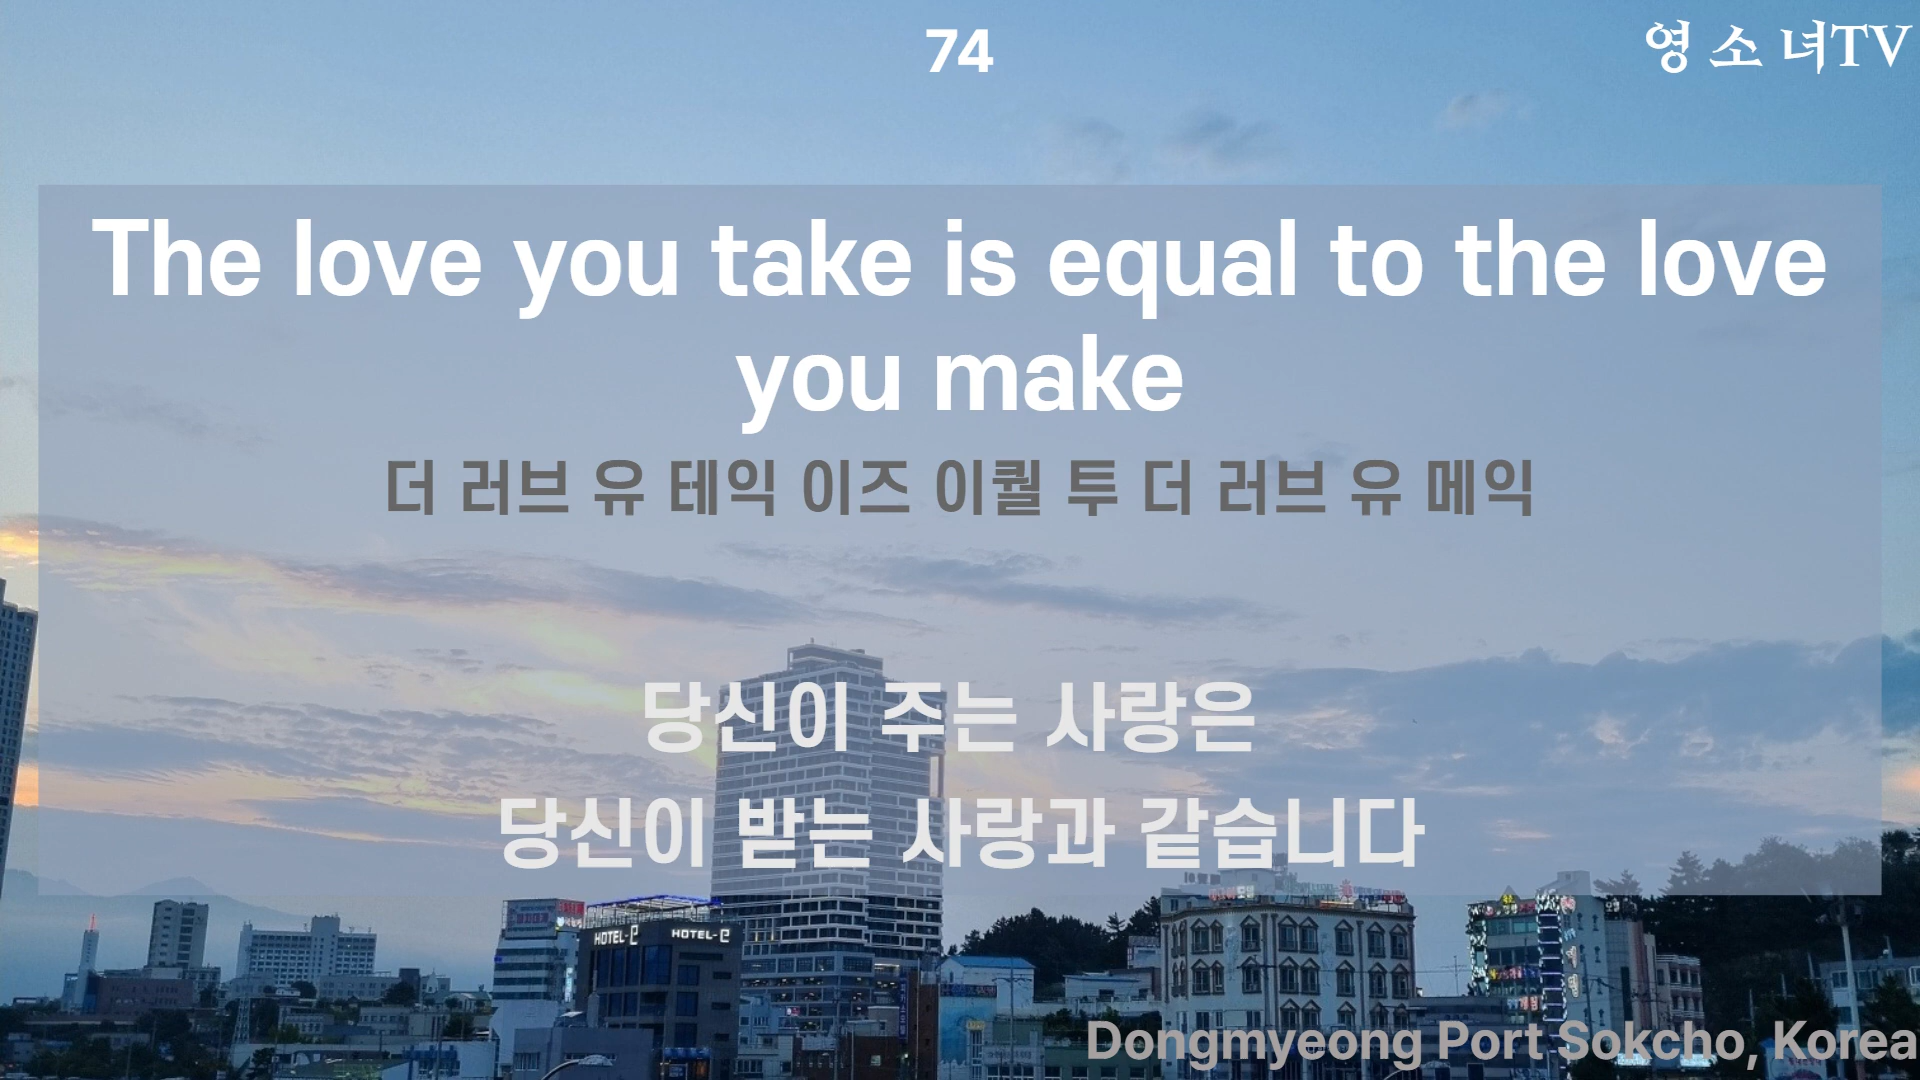 74
영소녀TV
The love you take is equal to the love
you make
더 러브 유 테익 이즈 이퀄 투 더 러브 유 메익
당신이 주는 사랑은
당신이 받는 사랑과 같습니다
HOTEL-e HOTEL-e
Dongmyeong Port Sokcho, Korea